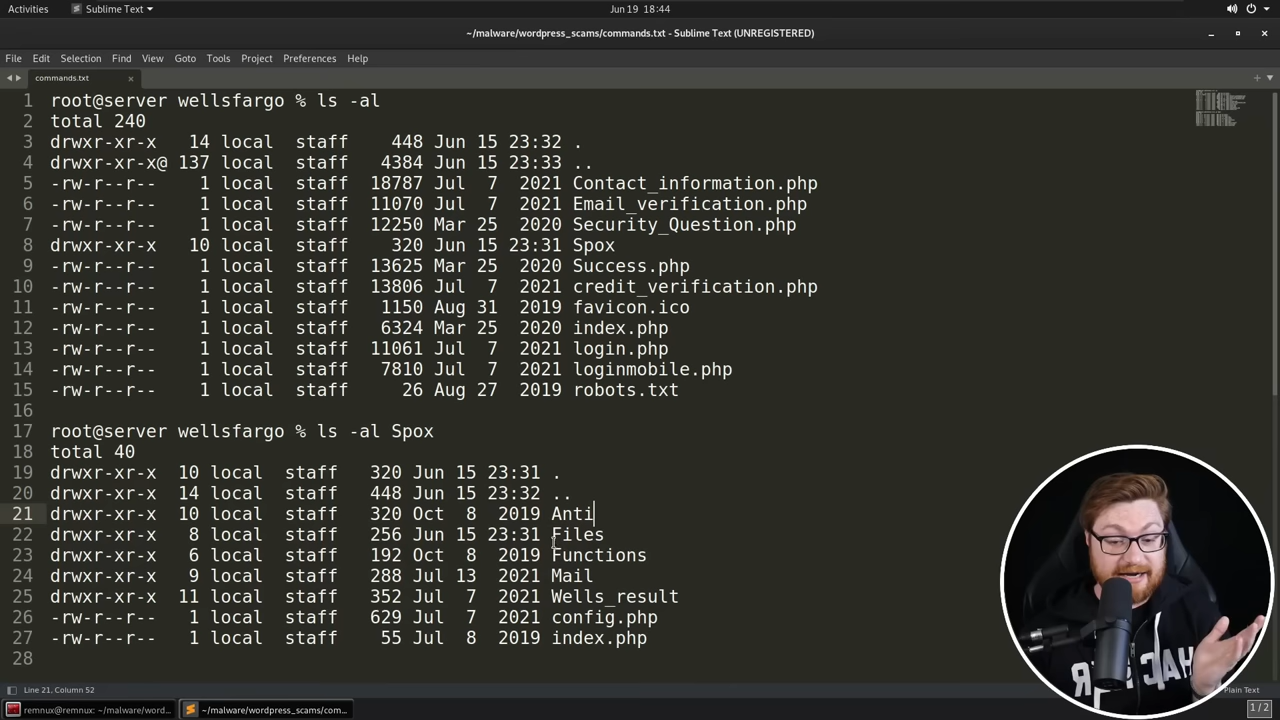 Activities Sublime Text Jun 19 18:44
~/malware/wordpress_scams/commands.txt - Sublime Text (UNREGISTERED)
File Edit Selection Find View Goto Tools Project Preferences Help
commands.txt
1 root@server wellsfargo % ls -al
2 total 240
3 drwxr-xr-x 14 local staff 448 Jun 15 23:32 .
4 drwxr-xr-x@ 137 local staff 4384 Jun 15 23:33 ..
5 -rw-r--r-- 1 local staff 18787 Jul 7 2021 Contact_information.php
6 -rw-r--r-- 1 local staff 11070 Jul 7 2021 Email_verification.php
7 -rw-r--r-- 1 local staff 12250 Mar 25 2020 Security_Question.php
8 drwxr-xr-x 10 local staff 320 Jun 15 23:31 Spox
9 -rw-r--r-- 1 local staff 13625 Mar 25 2020 Success.php
10 -rw-r--r-- 1 local staff 13806 Jul 7 2021 credit_verification.php
11 -rw-r--r-- 1 local staff 1150 Aug 31 2019 favicon.ico
12 -rw-r--r-- 1 local staff 6324 Mar 25 2020 index.php
13 -rw-r--r-- 1 local staff 11061 Jul 7 2021 login.php
14 -rw-r--r-- 1 local staff 7810 Jul 7 2021 loginmobile.php
15 -rw-r--r-- 1 local staff 26 Aug 27 2019 robots.txt
16
17 root@server wellsfargo % ls -al Spox
18 total 40
19 drwxr-xr-x 10 local staff 320 Jun 15 23:31 .
20 drwxr-xr-x 14 local staff 448 Jun 15 23:32 ..
21 drwxr-xr-x 10 local staff 320 Oct 8 2019 Anti
22 drwxr-xr-x 8 local staff 256 Jun 15 23:31 Files
23 drwxr-xr-x 6 local staff 192 Oct 8 2019 Functions
24 drwxr-xr-x 9 local staff 288 Jul 13 2021 Mail
25 drwxr-xr-x 11 local staff 352 Jul 7 2021 Wells_result
26 -rw-r--r-- 1 local staff 629 Jul 7 2021 config.php
27 -rw-r--r-- 1 local staff 55 Jul 8 2019 index.php
28
Line 21, Column 52 Plain Text
remnux@remnux: ~/malware/word... ~/malware/wordpress_scams/com... 1 / 2